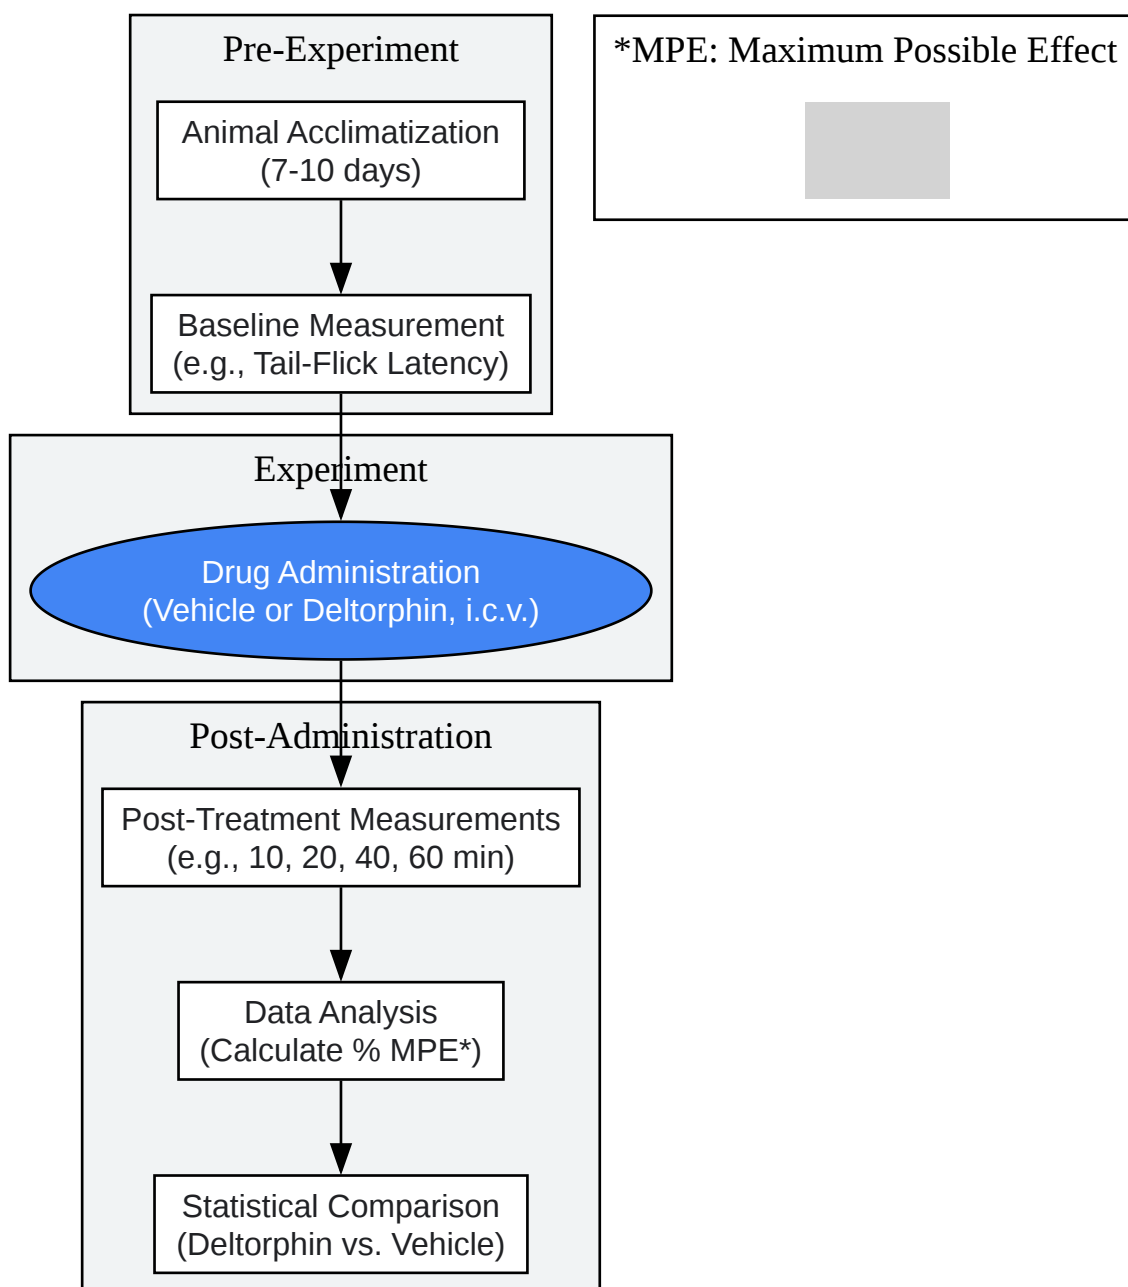 Pre-Experiment
Animal Acclimatization
(7-10 days)
Baseline Measurement
(e.g., Tail-Flick Latency)
*MPE: Maximum Possible Effect
Experiment
Drug Administration
(Vehicle or Deltorphin, i.c.v.)
Post-Administration
Post-Treatment Measurements
(e.g., 10, 20, 40, 60 min)
Data Analysis
(Calculate % MPE*)
Statistical Comparison
(Deltorphin vs. Vehicle)